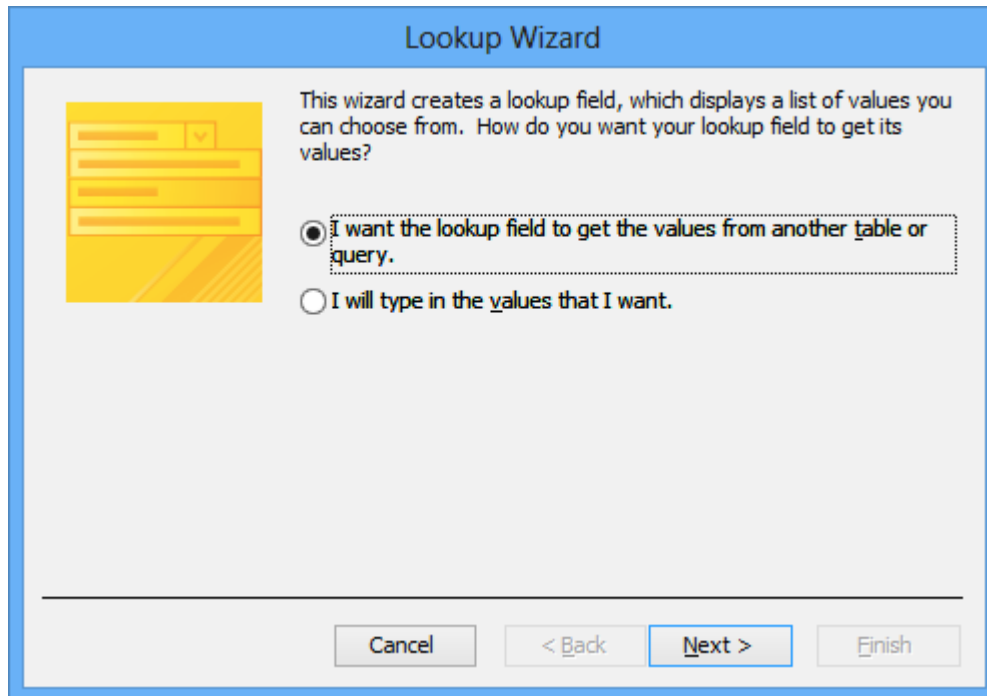 Lookup Wizard
This wizard creates a lookup field, which displays a list of values you
can choose from.  How do you want your lookup field to get its
values?
I want the lookup field to get the values from another table or
query.
I will type in the values that I want.
Cancel
< Back
Next >
Finish